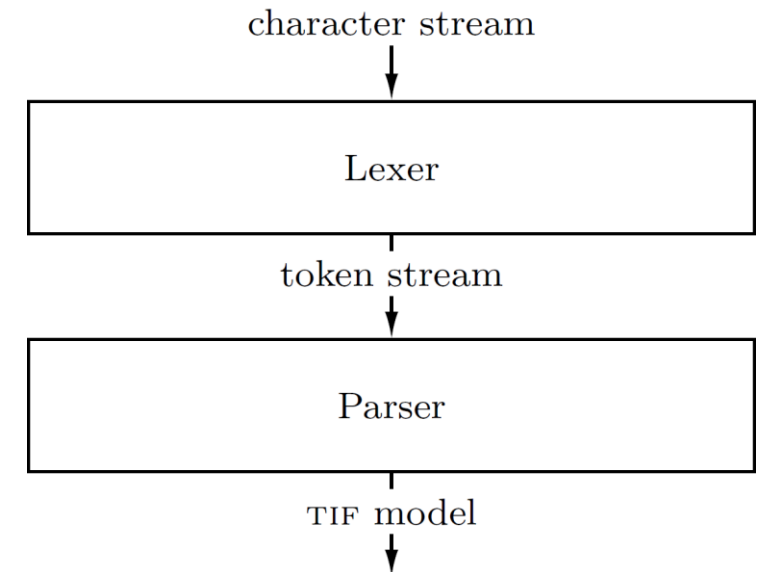 character stream
Lexer
token stream
Parser
TIF model